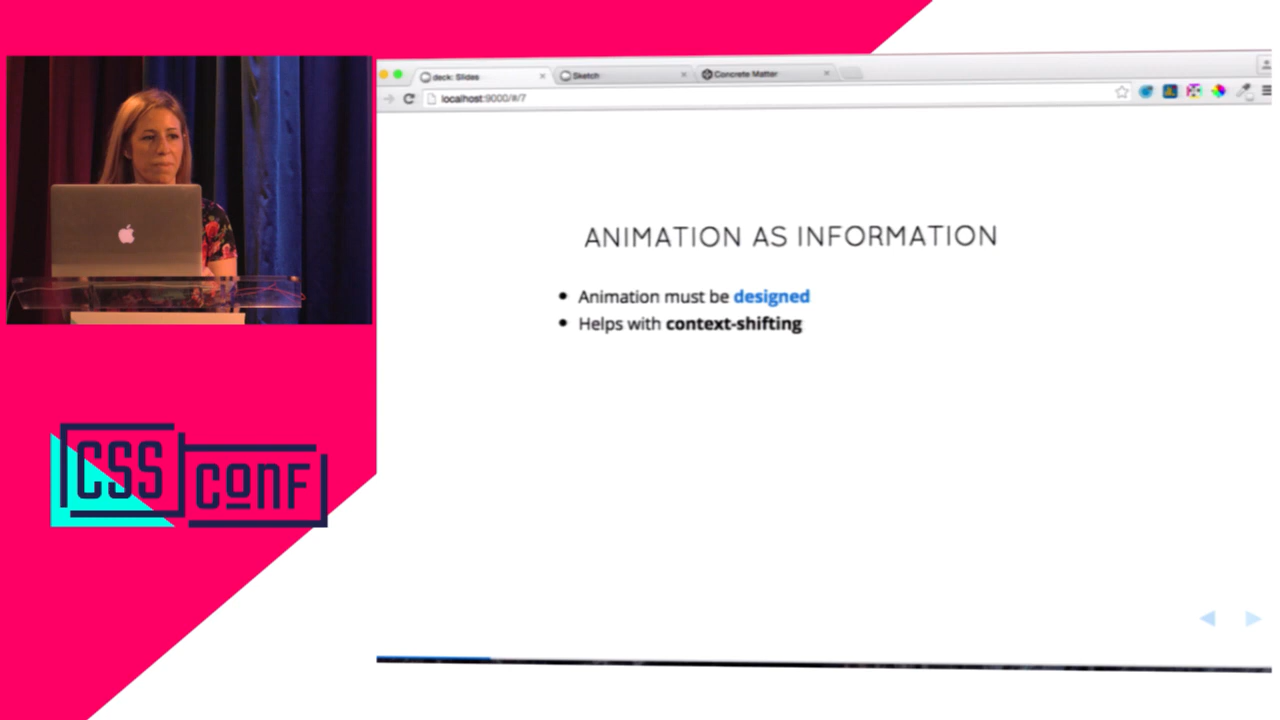 deck: Slides
Sketch
Concrete Matter
localhost:9000/#/7
ANIMATION AS INFORMATION
• Animation must be designed
• Helps with context-shifting
CSS
CONF